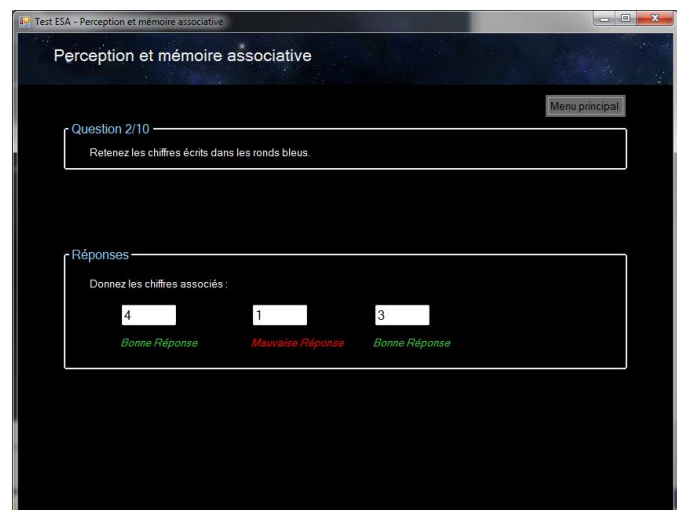 Test ESA - Perception et mémoire associative
Perception et mémoire associative
Menu principal
Question 2/10
Retenez les chiffres écrits dans les ronds bleus.
Réponses
Donnez les chiffres associés :
4 1 3
Bonne Réponse Mauvaise Réponse Bonne Réponse